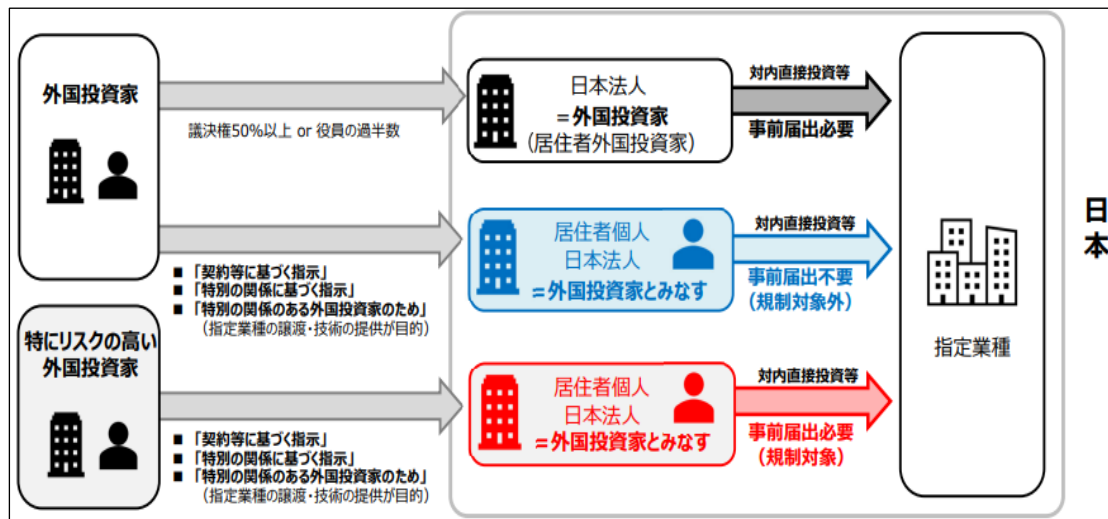 外国投資家
議決権50%以上 or 役員の過半数
日本法人
＝外国投資家
（居住者外国投資家）
対内直接投資等
事前届出必要
■ 「契約等に基づく指示」
■ 「特別の関係に基づく指示」
■ 「特別の関係のある外国投資家のため」
（指定業種の譲渡・技術の提供が目的）
居住者個人
日本法人
＝外国投資家とみなす
対内直接投資等
事前届出不要
（規制対象外）
特にリスクの高い
外国投資家
■ 「契約等に基づく指示」
■ 「特別の関係に基づく指示」
■ 「特別の関係のある外国投資家のため」
（指定業種の譲渡・技術の提供が目的）
居住者個人
日本法人
＝外国投資家とみなす
対内直接投資等
事前届出必要
（規制対象）
指定業種
日本